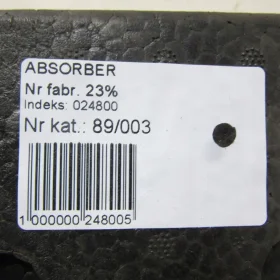 ABSORBER
Nr fabr. 23%
Indeks: 024800
Nr kat.: 89/003
1 000000 248005